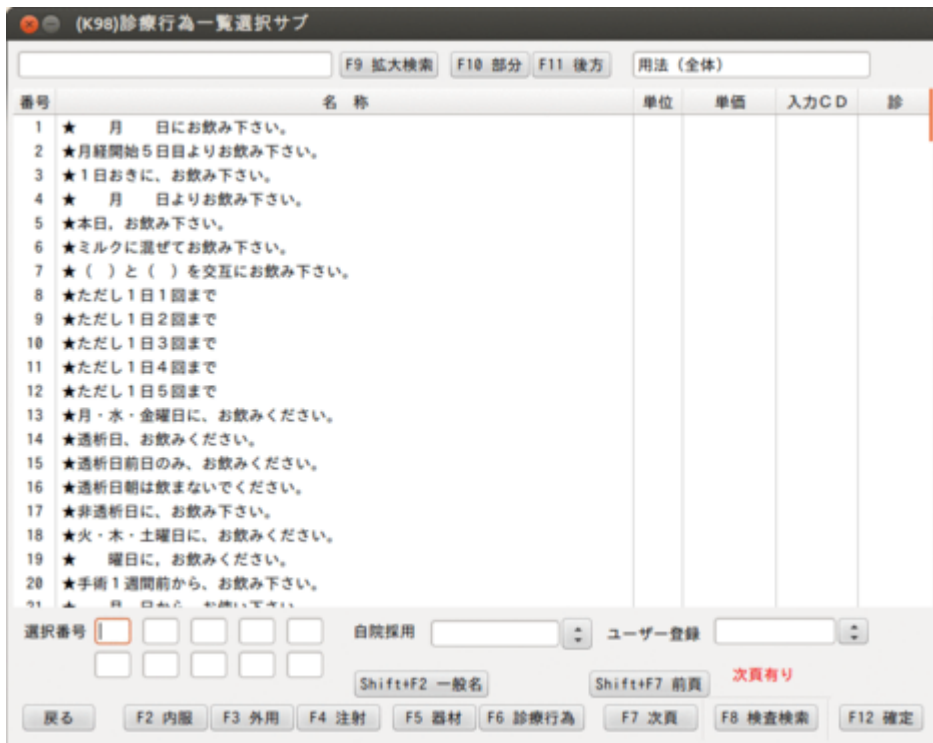 (K98)診療行為一覧選択サブ
F9 拡大検索 F10 部分 F11 後方 用法（全体）
番号 名 称 単位 単価 入力ＣＤ 診
1 ★　　月　　日にお飲み下さい。
2 ★月経開始５日目よりお飲み下さい。
3 ★１日おきに、お飲み下さい。
4 ★　　月　　日よりお飲み下さい。
5 ★本日，お飲み下さい。
6 ★ミルクに混ぜてお飲み下さい。
7 ★（　）と（　）を交互にお飲み下さい。
8 ★ただし１日１回まで
9 ★ただし１日２回まで
10 ★ただし１日３回まで
11 ★ただし１日４回まで
12 ★ただし１日５回まで
13 ★月・水・金曜日に、お飲みください。
14 ★透析日、お飲みください。
15 ★透析日前日のみ、お飲みください。
16 ★透析日朝は飲まないでください。
17 ★非透析日に、お飲み下さい。
18 ★火・木・土曜日に、お飲みください。
19 ★　　曜日に，お飲みください。
20 ★手術１週間前から、お飲み下さい。
21 ★　　月　日から、お使い下さい
選択番号 自院採用 ユーザー登録
Shift+F2 一般名 Shift+F7 前頁 次頁有り
戻る F2 内服 F3 外用 F4 注射 F5 器材 F6 診療行為 F7 次頁 F8 検査検索 F12 確定